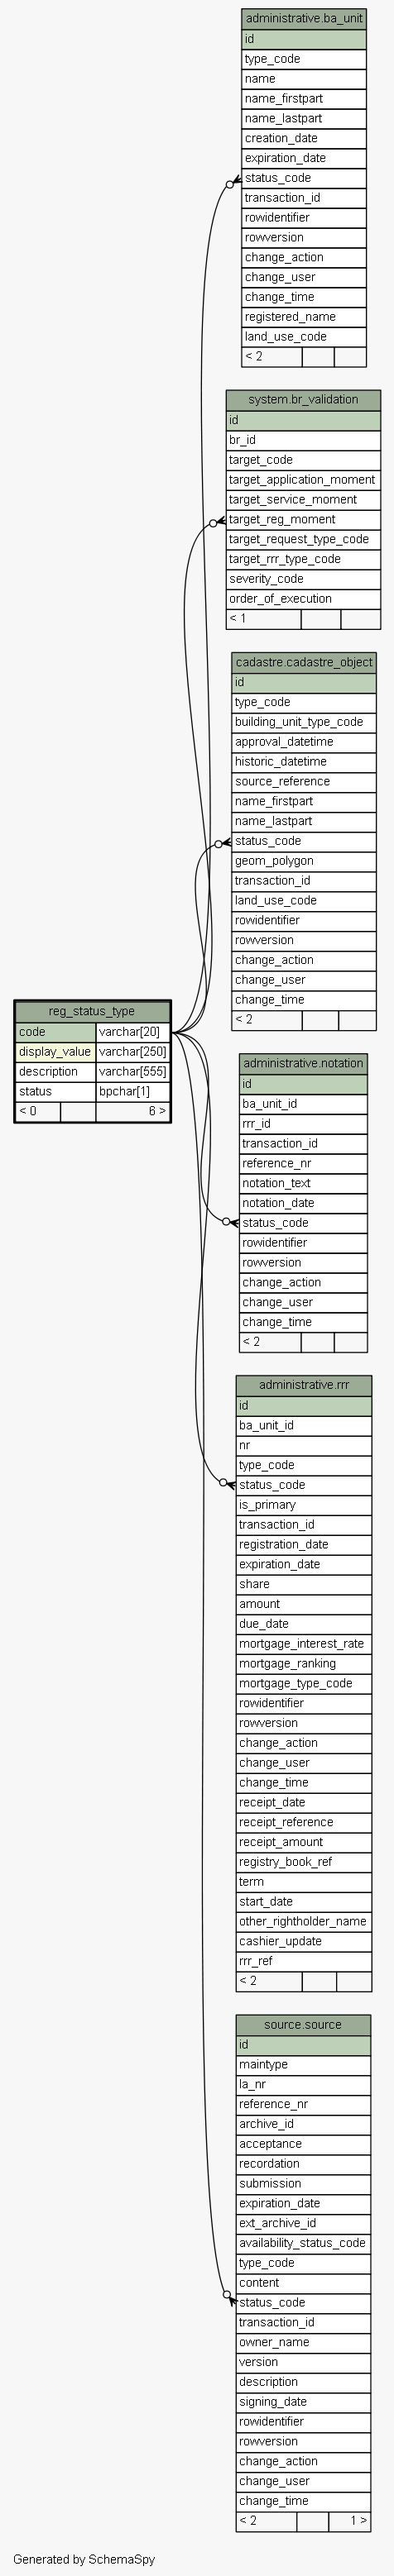 administrative.ba_unit
id
type_code
name
name_firstpart
name_lastpart
creation_date
expiration_date
status_code
transaction_id
rowidentifier
rowversion
change_action
change_user
change_time
registered_name
land_use_code
< 2
system.br_validation
id
br_id
target_code
target_application_moment
target_service_moment
target_reg_moment
target_request_type_code
target_rrr_type_code
severity_code
order_of_execution
< 1
cadastre.cadastre_object
id
type_code
building_unit_type_code
approval_datetime
historic_datetime
source_reference
name_firstpart
name_lastpart
status_code
geom_polygon
transaction_id
land_use_code
rowidentifier
rowversion
change_action
change_user
change_time
< 2
reg_status_type
code varchar[20]
display_value varchar[250]
description varchar[555]
status bpchar[1]
< 0 6 >
administrative.notation
id
ba_unit_id
rrr_id
transaction_id
reference_nr
notation_text
notation_date
status_code
rowidentifier
rowversion
change_action
change_user
change_time
< 2
administrative.rrr
id
ba_unit_id
nr
type_code
status_code
is_primary
transaction_id
registration_date
expiration_date
share
amount
due_date
mortgage_interest_rate
mortgage_ranking
mortgage_type_code
rowidentifier
rowversion
change_action
change_user
change_time
receipt_date
receipt_reference
receipt_amount
registry_book_ref
term
start_date
other_rightholder_name
cashier_update
rrr_ref
< 2
source.source
id
maintype
la_nr
reference_nr
archive_id
acceptance
recordation
submission
expiration_date
ext_archive_id
availability_status_code
type_code
content
status_code
transaction_id
owner_name
version
description
signing_date
rowidentifier
rowversion
change_action
change_user
change_time
< 2 1 >
Generated by SchemaSpy